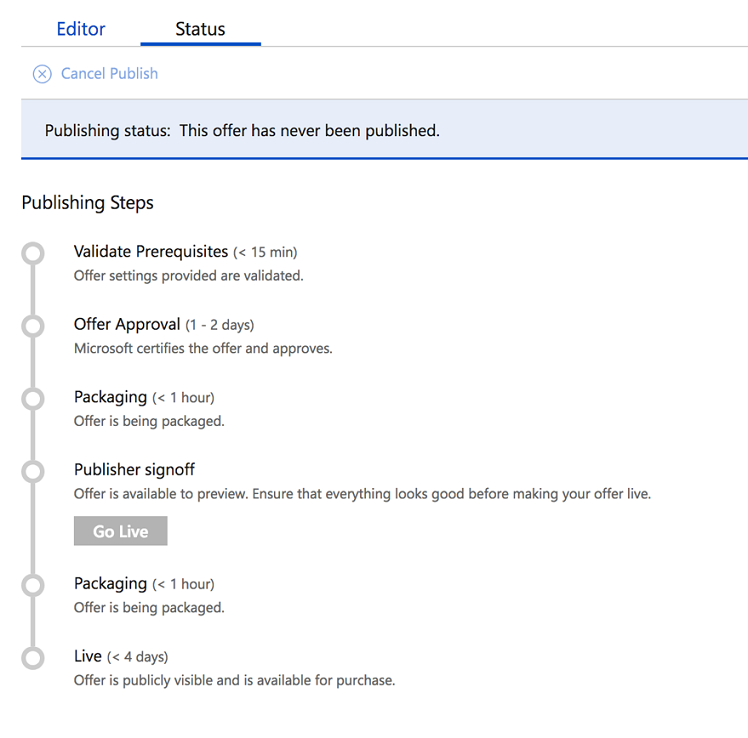 Editor Status
Cancel Publish
Publishing status: This offer has never been published.
Publishing Steps
Validate Prerequisites (< 15 min)
Offer settings provided are validated.
Offer Approval (1 - 2 days)
Microsoft certifies the offer and approves.
Packaging (< 1 hour)
Offer is being packaged.
Publisher signoff
Offer is available to preview. Ensure that everything looks good before making your offer live.
Go Live
Packaging (< 1 hour)
Offer is being packaged.
Live (< 4 days)
Offer is publicly visible and is available for purchase.